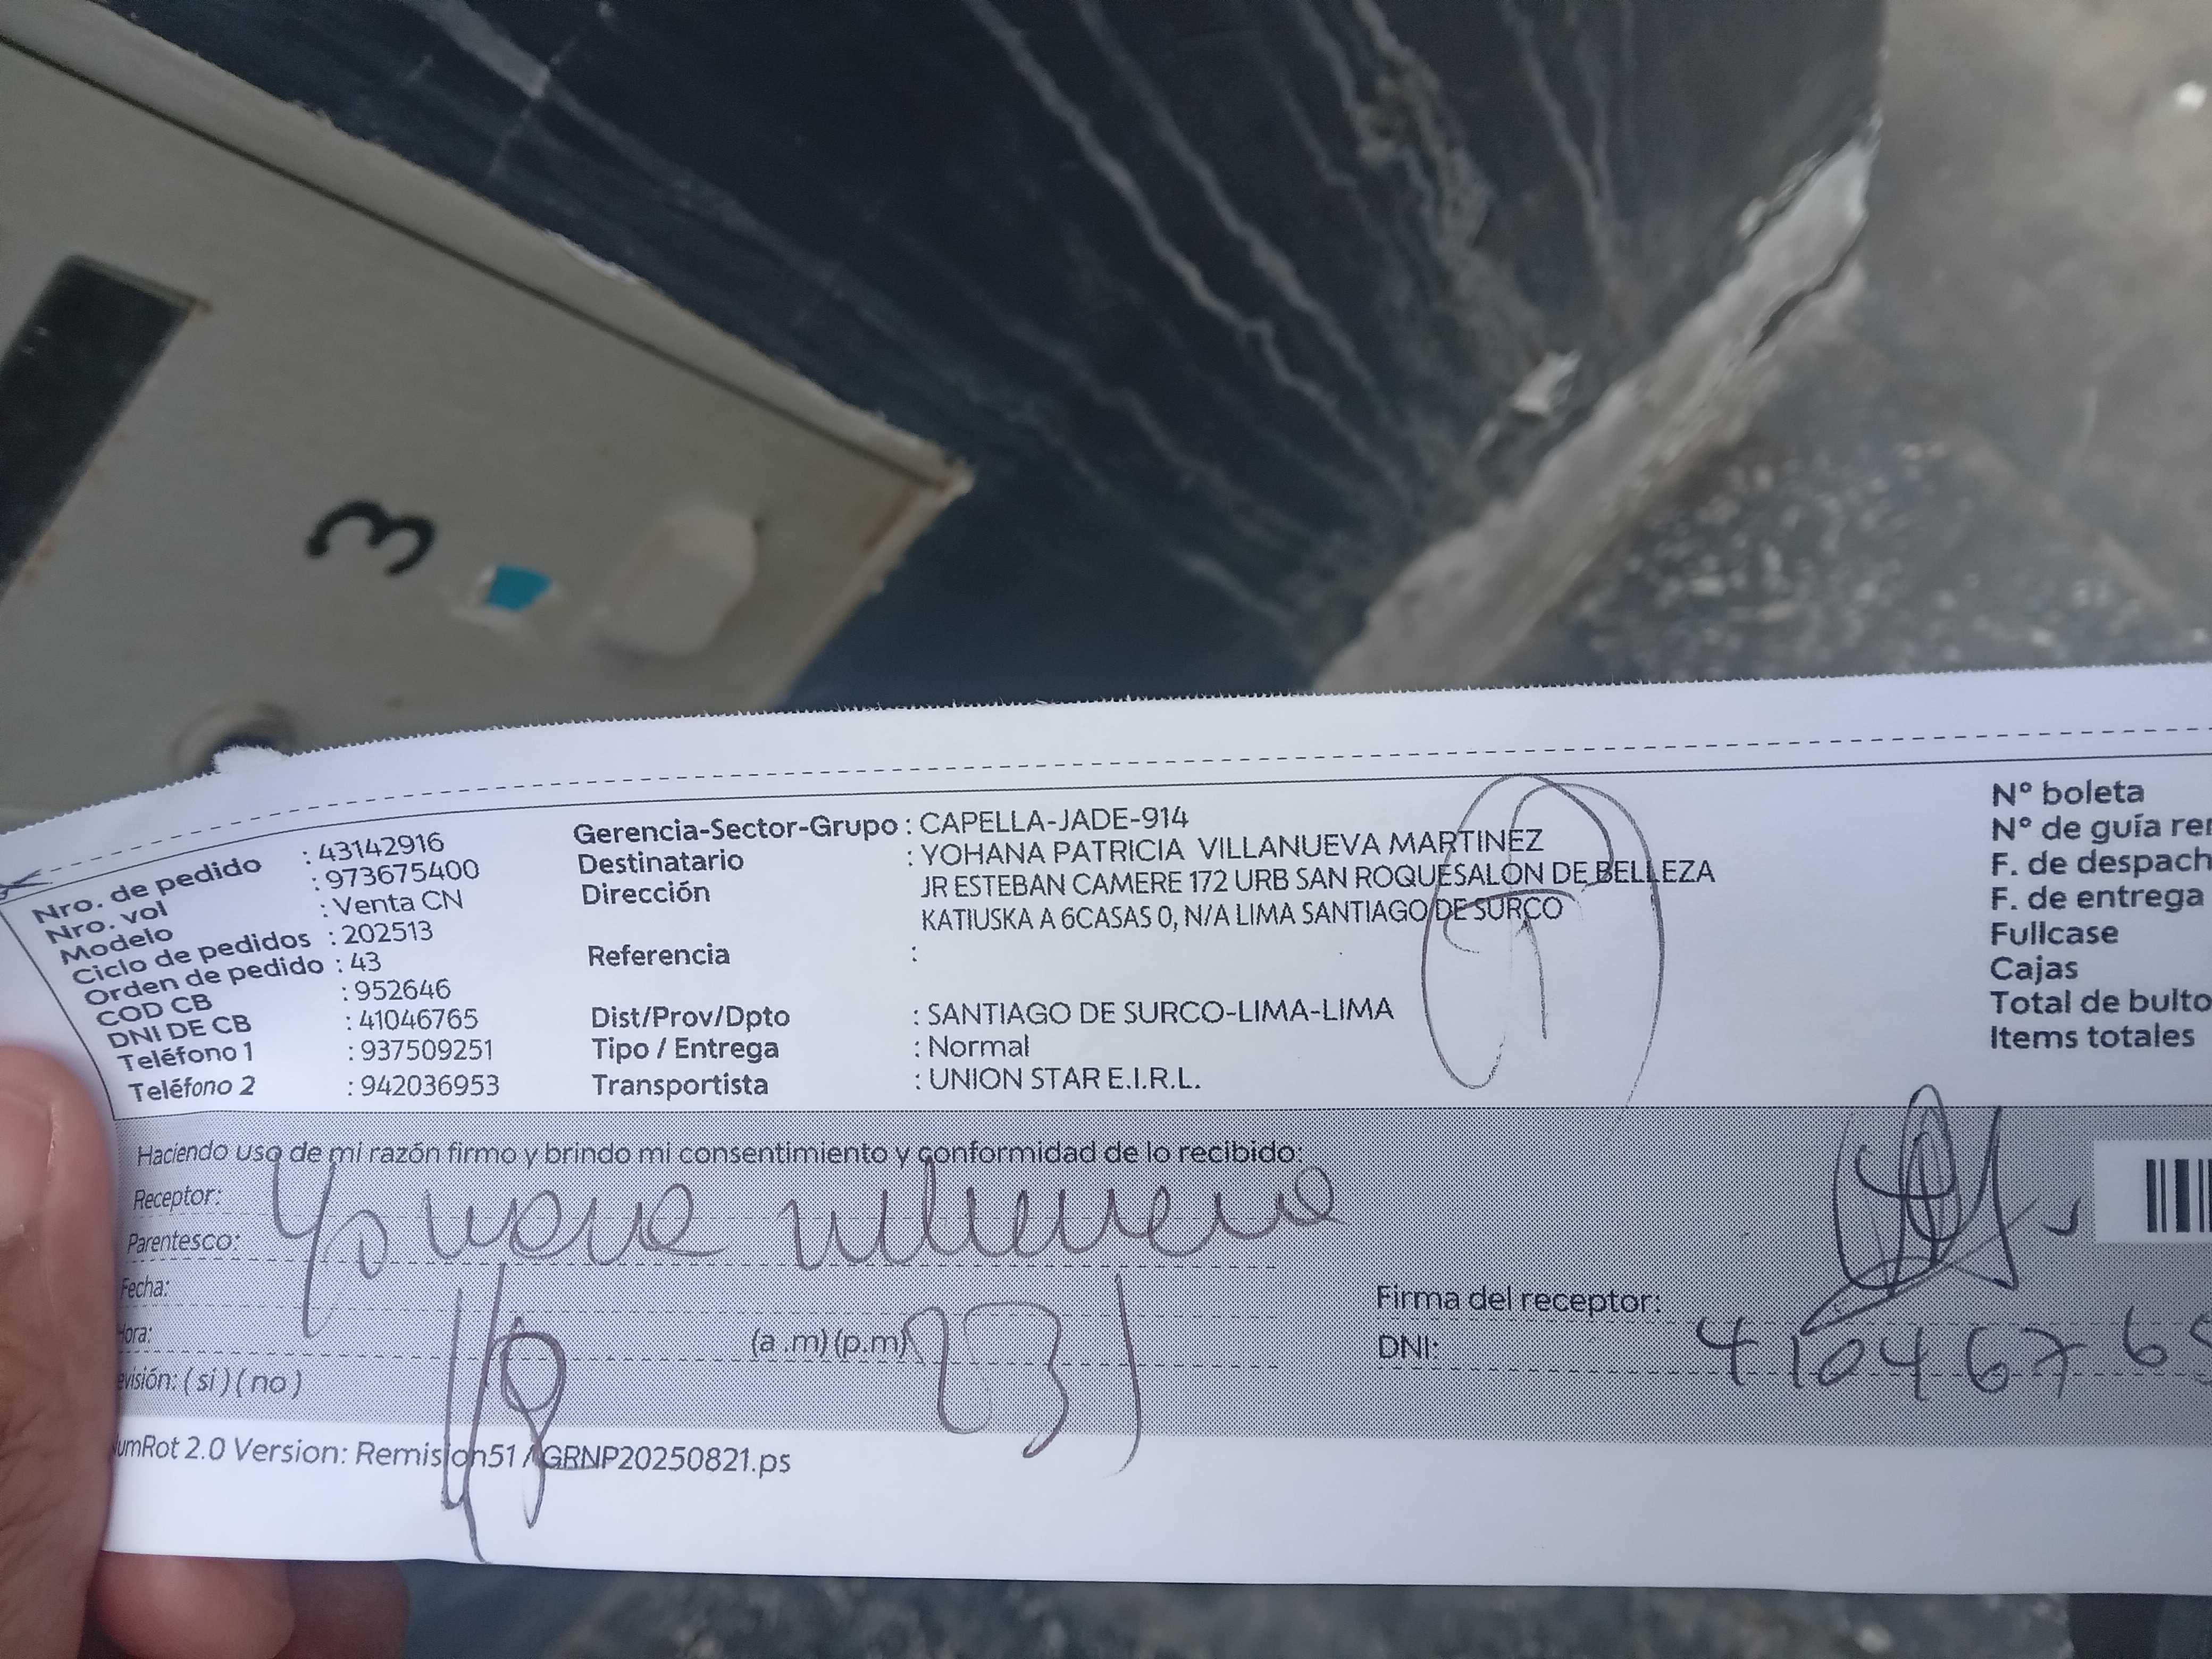 3
Nro. de pedido : 43142916
Nro. vol : 973675400
Modelo : Venta CN
Ciclo de pedidos : 202513
Orden de pedido : 43
COD CB : 952646
DNI DE CB : 41046765
Teléfono 1 : 937509251
Teléfono 2 : 942036953
Gerencia-Sector-Grupo : CAPELLA-JADE-914
Destinatario : YOHANA PATRICIA VILLANUEVA MARTINEZ
Dirección JR ESTEBAN CAMERE 172 URB SAN ROQUESALON DE BELLEZA
KATIUSKA A 6CASAS 0, N/A LIMA SANTIAGO DE SURCO
Referencia :
Dist/Prov/Dpto : SANTIAGO DE SURCO-LIMA-LIMA
Tipo / Entrega : Normal
Transportista : UNION STAR E.I.R.L.
N° boleta
N° de guía rem
F. de despach
F. de entrega
Fullcase
Cajas
Total de bulto
Items totales
Haciendo uso de mi razón firmo y brindo mi consentimiento y conformidad de lo recibido:
Receptor:
Parentesco:
Fecha:
Hora: (a .m) (p.m)
evisión: ( si ) ( no )
Firma del receptor:
DNI: 41046765
umRot 2.0 Version: Remision51 / GRNP20250821.ps